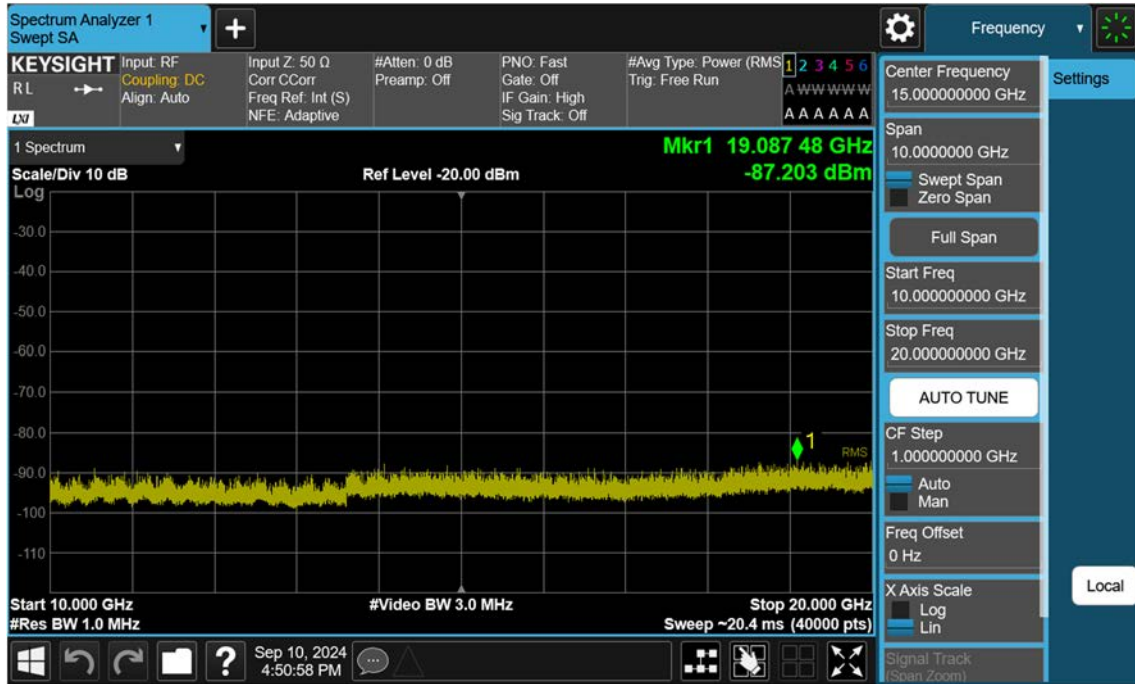 Spectrum Analyzer 1
Swept SA
+
Frequency
KEYSIGHT
RL
LXI
Input: RF
Coupling: DC
Align: Auto
Input Z: 50 Ω
Corr CCorr
Freq Ref: Int (S)
NFE: Adaptive
#Atten: 0 dB
Preamp: Off
PNO: Fast
Gate: Off
IF Gain: High
Sig Track: Off
#Avg Type: Power (RMS
Trig: Free Run
1 2 3 4 5 6
A W W W W W
A A A A A A
1 Spectrum
Mkr1 19.087 48 GHz
-87.203 dBm
Scale/Div 10 dB
Ref Level -20.00 dBm
Log
-30.0
-40.0
-50.0
-60.0
-70.0
-80.0
-90.0
-100
-110
1
RMS
Start 10.000 GHz
#Video BW 3.0 MHz
Stop 20.000 GHz
#Res BW 1.0 MHz
Sweep ~20.4 ms (40000 pts)
?
Sep 10, 2024
4:50:58 PM
Center Frequency
15.000000000 GHz
Span
10.0000000 GHz
Swept Span
Zero Span
Full Span
Start Freq
10.000000000 GHz
Stop Freq
20.000000000 GHz
AUTO TUNE
CF Step
1.000000000 GHz
Auto
Man
Freq Offset
0 Hz
X Axis Scale
Log
Lin
Signal Track
(Span Zoom)
Settings
Local